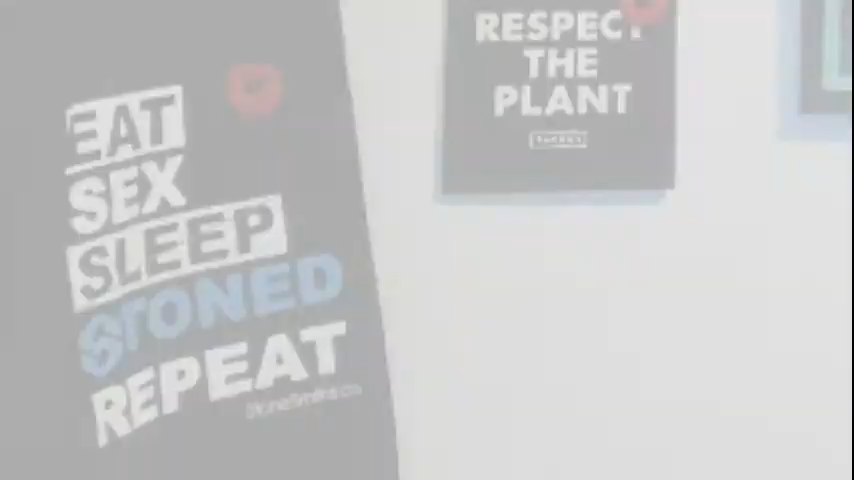 EAT
SEX
SLEEP
STONED
REPEAT
RESPECT
THE
PLANT